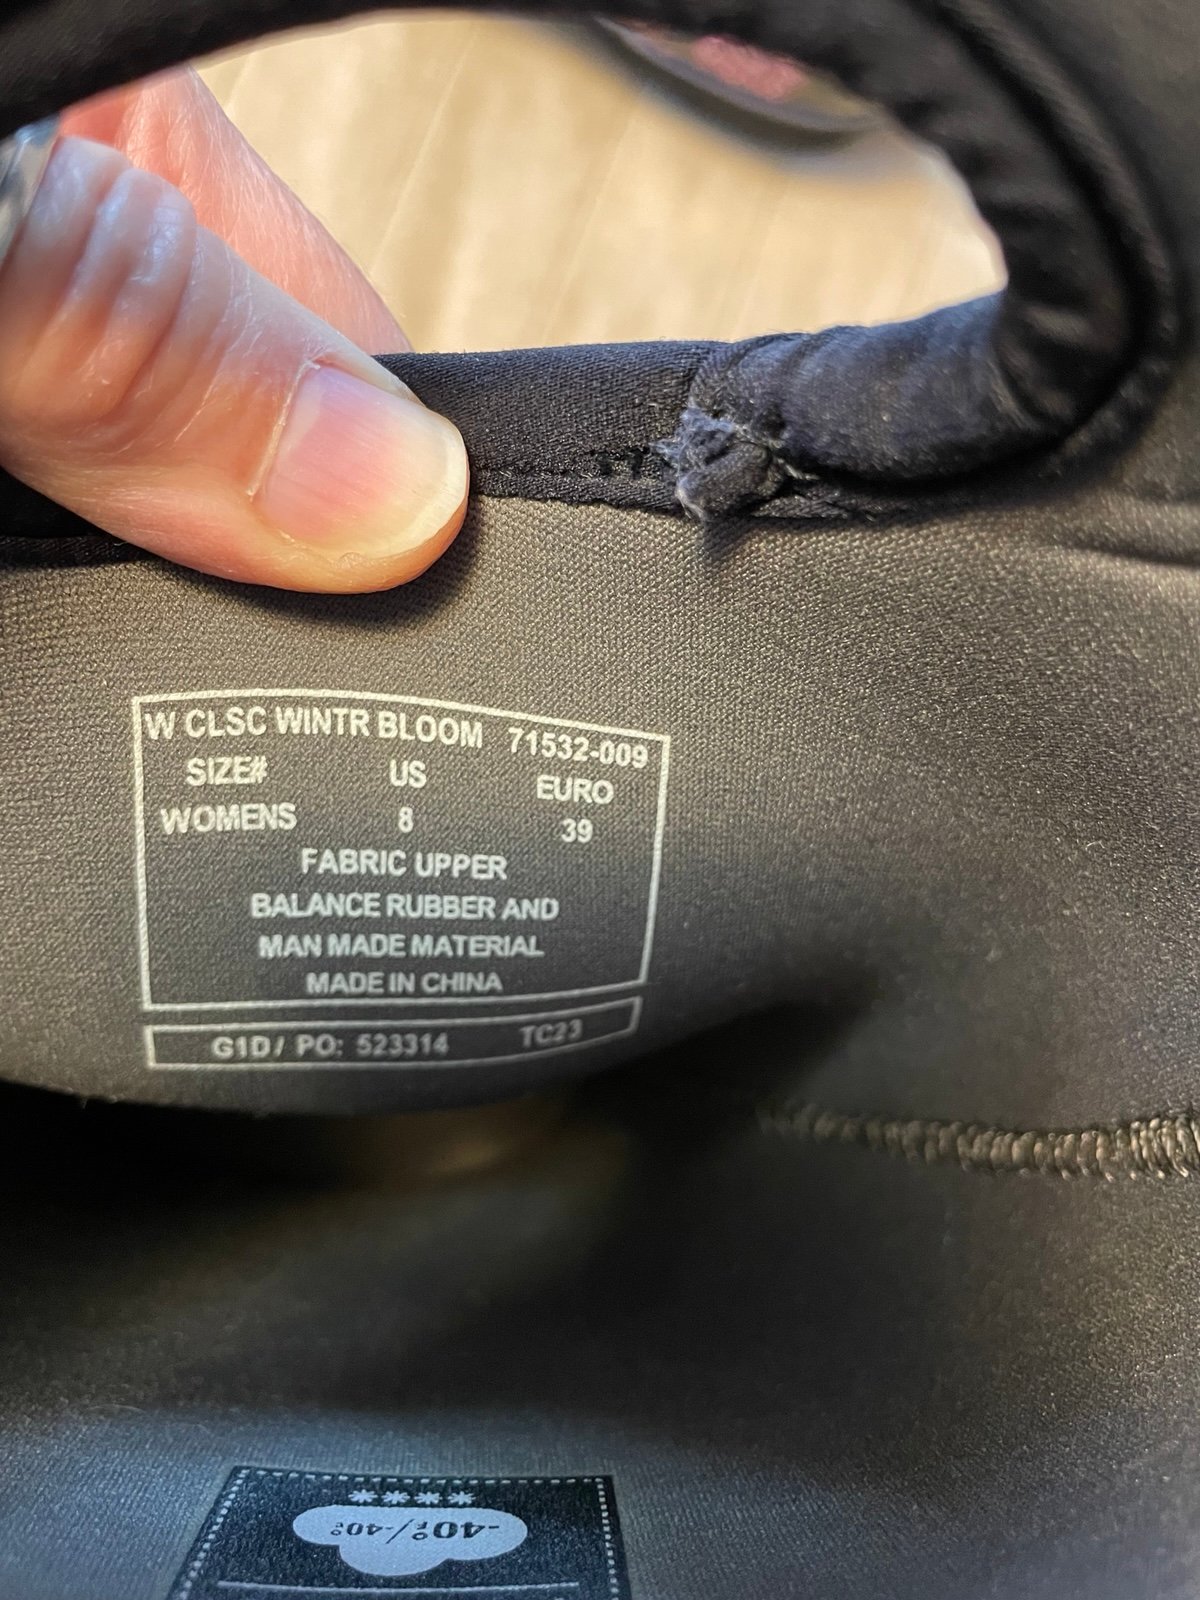 W CLSC WINTR BLOOM 71532-009
SIZE# US EURO
WOMENS 8 39
FABRIC UPPER
BALANCE RUBBER AND
MAN MADE MATERIAL
MADE IN CHINA
G1D/ PO: 523314 TC23
-40°F/-40°